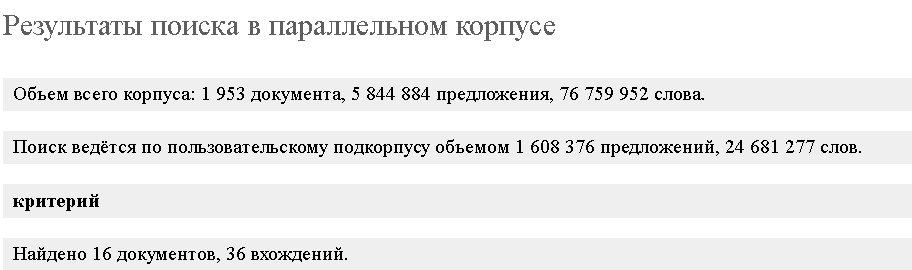 Результаты поиска в параллельном корпусе
Объем всего корпуса: 1 953 документа, 5 844 884 предложения, 76 759 952 слова.
Поиск ведётся по пользовательскому подкорпусу объемом 1 608 376 предложений, 24 681 277 слов.
критерий
Найдено 16 документов, 36 вхождений.